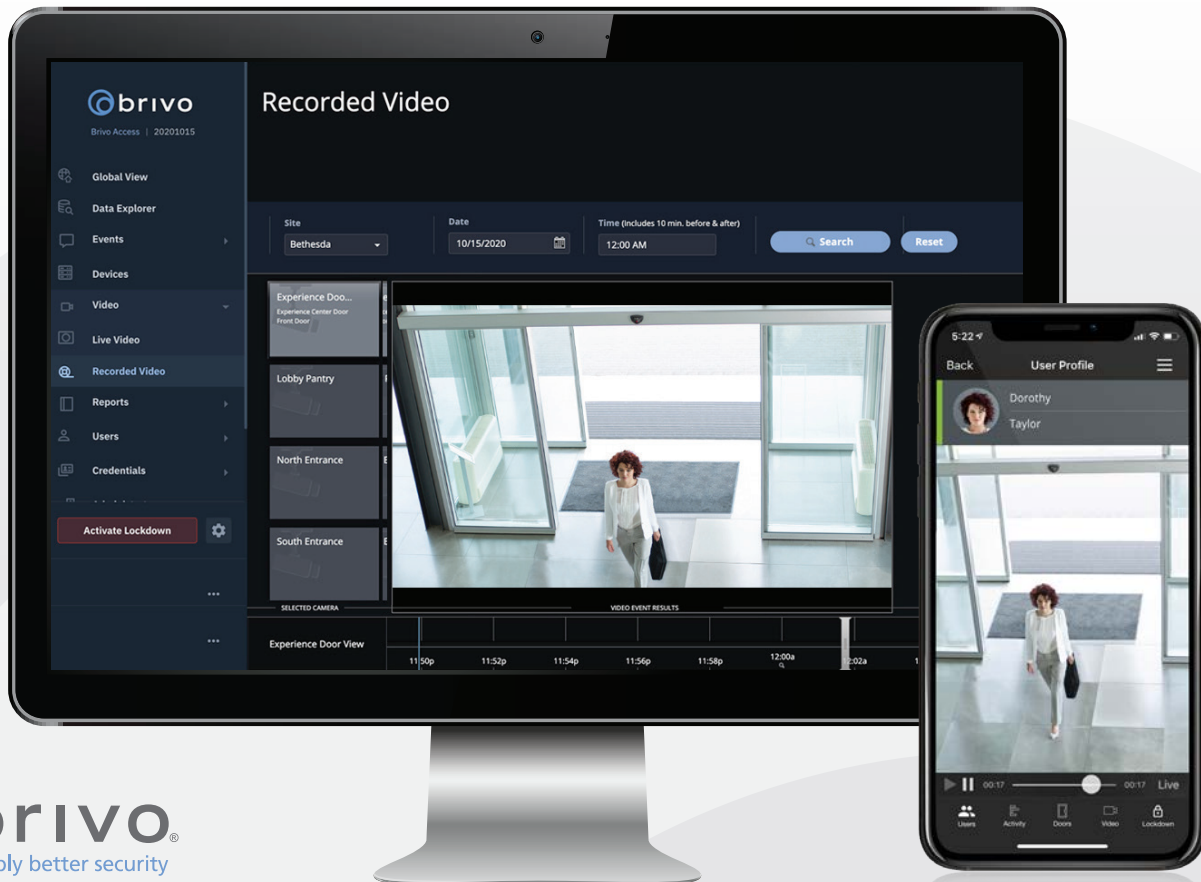 brivo
Brivo Access | 20201015
Global View
Data Explorer
Events
Devices
Video
Live Video
Recorded Video
Reports
Users
Credentials
Activate Lockdown
...
...
Recorded Video
Site
Date
Time (includes 10 min. before & after)
Bethesda
10/15/2020
12:00 AM
Search
Reset
Experience Doo...
Experience Center Door
Front Door
Lobby Pantry
North Entrance
South Entrance
SELECTED CAMERA
VIDEO EVENT RESULTS
Experience Door View
11:50p 11:52p 11:54p 11:56p 11:58p 12:00a
5:22
Back User Profile
Dorothy
Taylor
00:17 00:17 Live
Users Activity Doors Video Lockdown
brivo®
better security